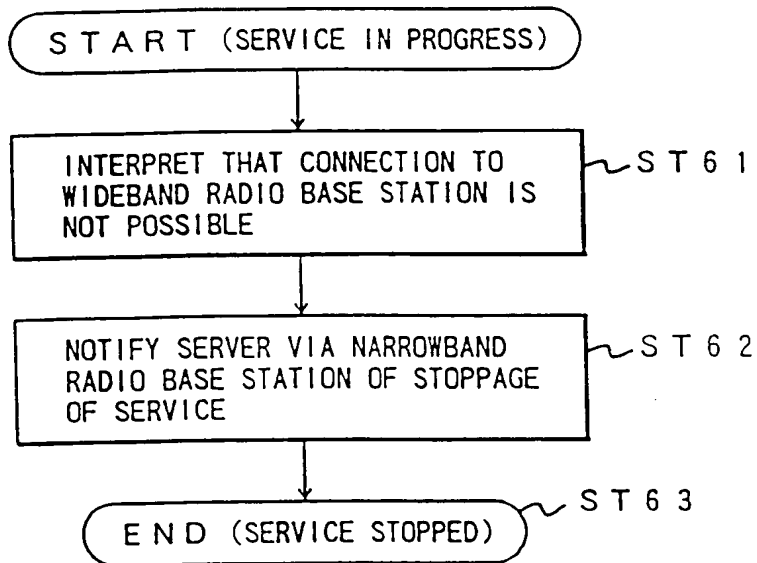 START (SERVICE IN PROGRESS)
INTERPRET THAT CONNECTION TO
WIDEBAND RADIO BASE STATION IS
NOT POSSIBLE
ST61
NOTIFY SERVER VIA NARROWBAND
RADIO BASE STATION OF STOPPAGE
OF SERVICE
ST62
END (SERVICE STOPPED)
ST63